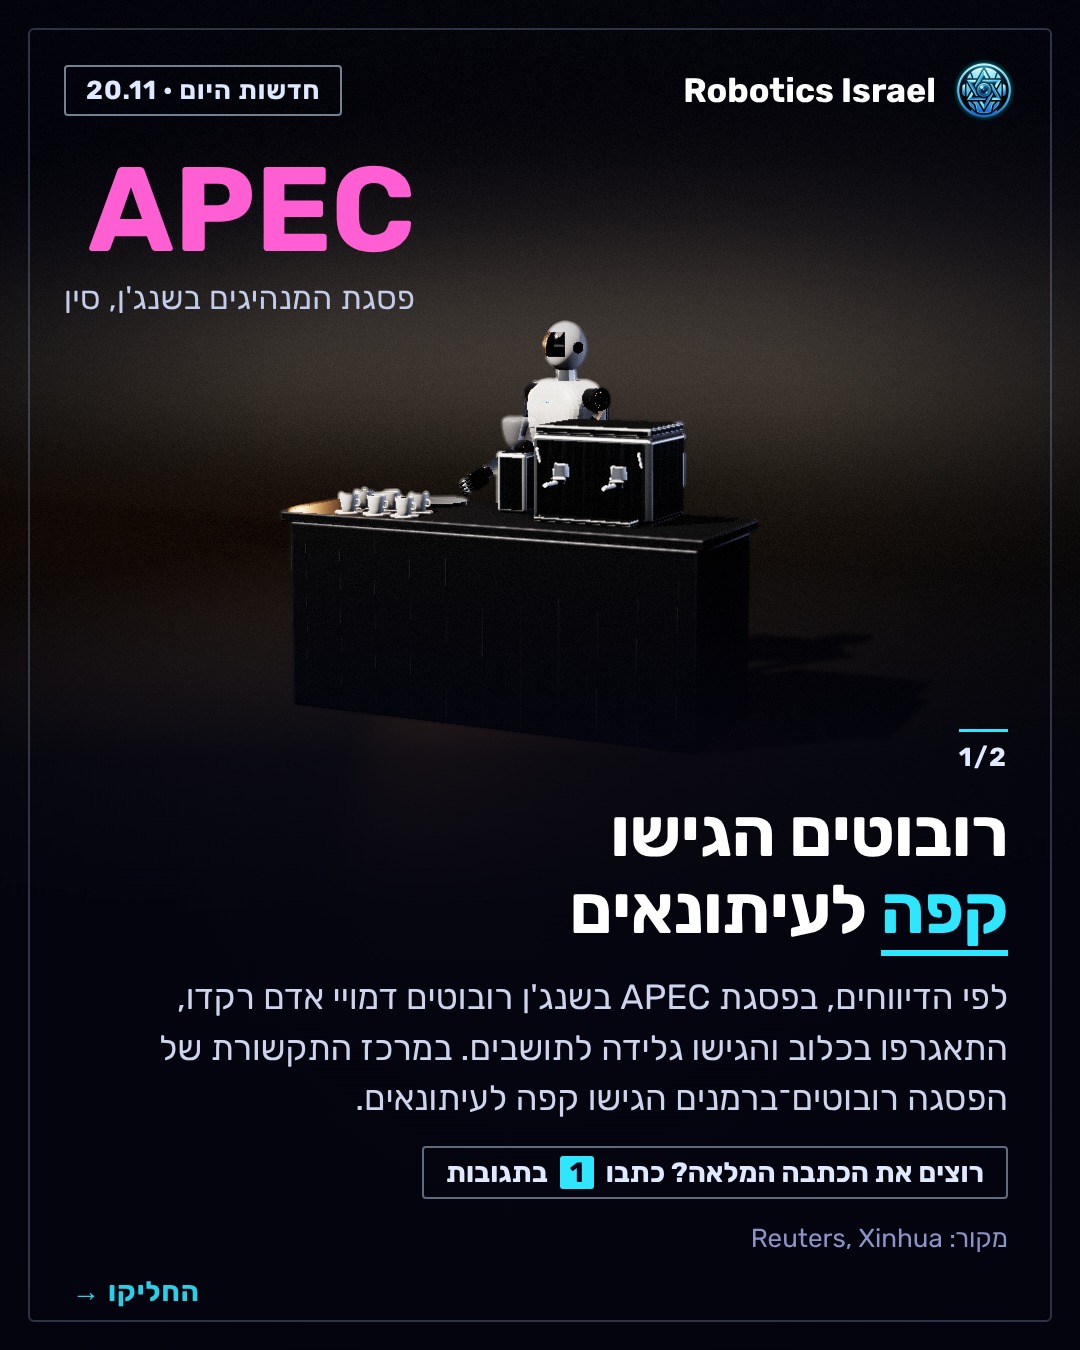 Robotics Israel
חדשות היום • 20.11
APEC
פסגת המנהיגים בשנג'ן, סין
1/2
רובוטים הגישו
קפה לעיתונאים
לפי הדיווחים, בפסגת APEC בשנג'ן רובוטים דמויי אדם רקדו,
התאגרפו בכלוב והגישו גלידה לתושבים. במרכז התקשורת של
הפסגה רובוטים־ברמנים הגישו קפה לעיתונאים.
רוצים את הכתבה המלאה? כתבו 1 בתגובות
מקור: Reuters, Xinhua
החליקו →